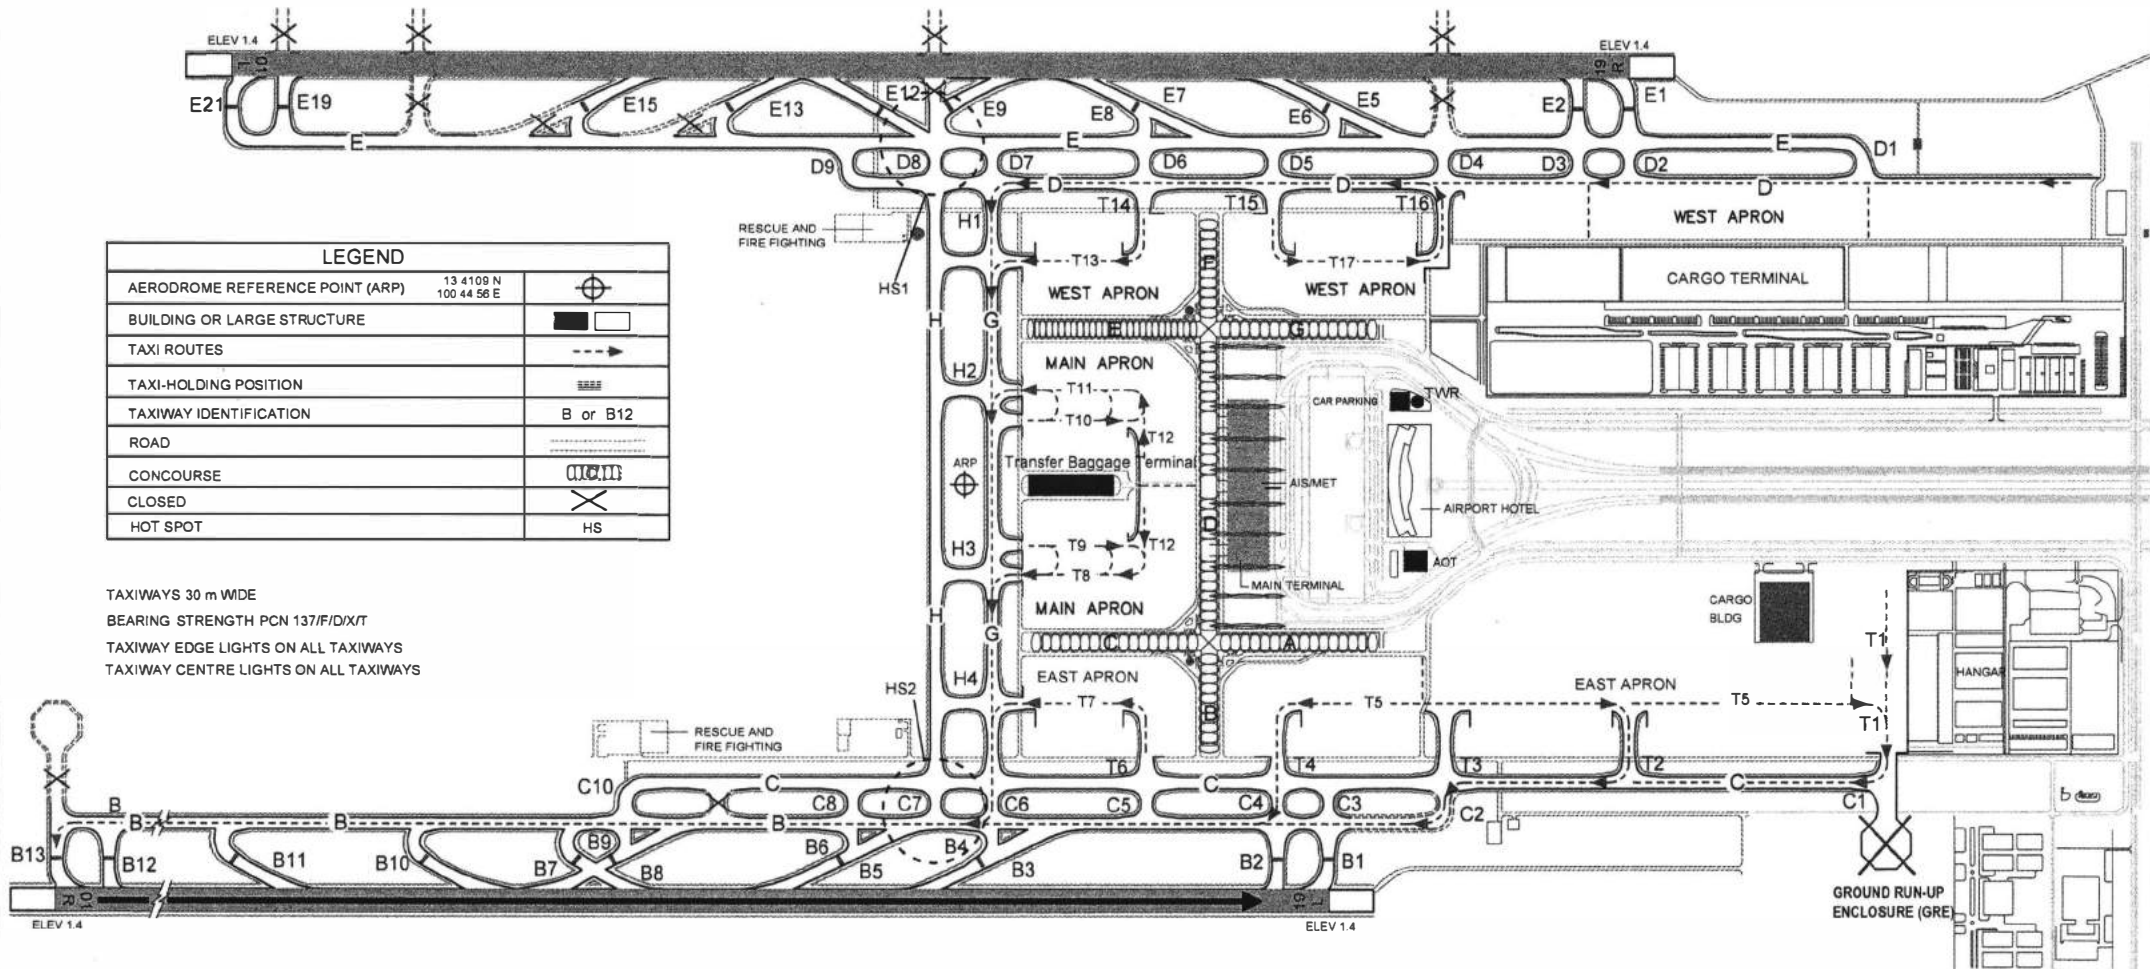 ELEV 1.4
ELEV 1.4
01
L
19
R
E21
E19
E15
E13
E12
E9
E8
E7
E6
E5
E2
E1
E
E
E
D9
D8
D7
D6
D5
D4
D3
D2
D1
D
D
D
H1
T14
T15
T16
WEST APRON
RESCUE AND
FIRE FIGHTING
T13
F
T17
HS1
WEST APRON
WEST APRON
CARGO TERMINAL
LEGEND
AERODROME REFERENCE POINT (ARP)
13 4109 N
100 44 56 E
BUILDING OR LARGE STRUCTURE
TAXI ROUTES
TAXI-HOLDING POSITION
TAXIWAY IDENTIFICATION
B or B12
ROAD
CONCOURSE
CLOSED
HOT SPOT
HS
H
G
E
G
MAIN APRON
H2
T11
T10
T12
CAR PARKING
TWR
ARP
Transfer Baggage Terminal
AIS/MET
D
AIRPORT HOTEL
H3
T9
T12
T8
AOT
MAIN TERMINAL
MAIN APRON
CARGO
BLDG
TAXIWAYS 30 m WIDE
BEARING STRENGTH PCN 137/F/D/X/T
TAXIWAY EDGE LIGHTS ON ALL TAXIWAYS
TAXIWAY CENTRE LIGHTS ON ALL TAXIWAYS
H
G
C
A
T1
H4
EAST APRON
EAST APRON
HANGAR
HS2
T7
B
T5
T5
T1
RESCUE AND
FIRE FIGHTING
T6
T4
T3
T2
C10
C
C
C
C8
C7
C6
C5
C4
C3
C2
C1
B
B
B
B
B13
B12
B11
B10
B9
B7
B8
B6
B5
B4
B3
B2
B1
01
R
19
L
ELEV 1.4
ELEV 1.4
GROUND RUN-UP
ENCLOSURE (GRE)